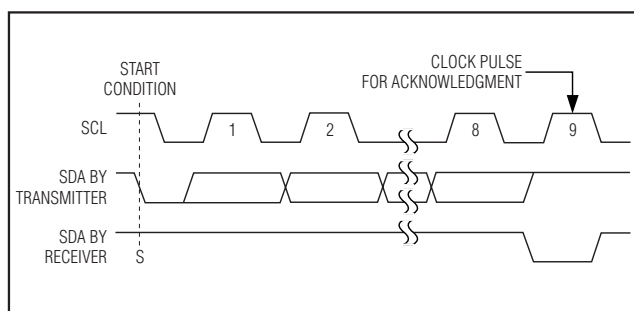 CLOCK PULSE
FOR ACKNOWLEDGMENT
START
CONDITION
SCL
1
2
8
9
SDA BY
TRANSMITTER
SDA BY
RECEIVER
S